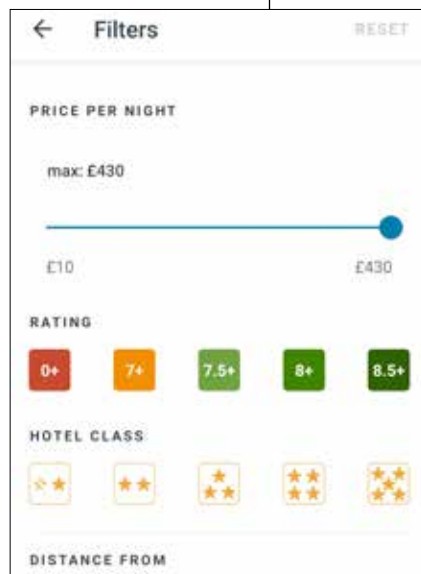 Filters RESET
PRICE PER NIGHT
max: £430
£10 £430
RATING
0+ 7+ 7.5+ 8+ 8.5+
HOTEL CLASS
DISTANCE FROM